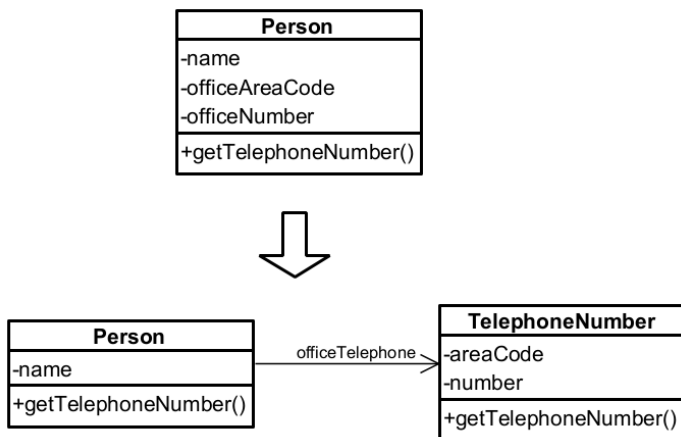 Person
-name
-officeAreaCode
-officeNumber
+getTelephoneNumber()
Person
-name
+getTelephoneNumber()
officeTelephone
TelephoneNumber
-areaCode
-number
+getTelephoneNumber()